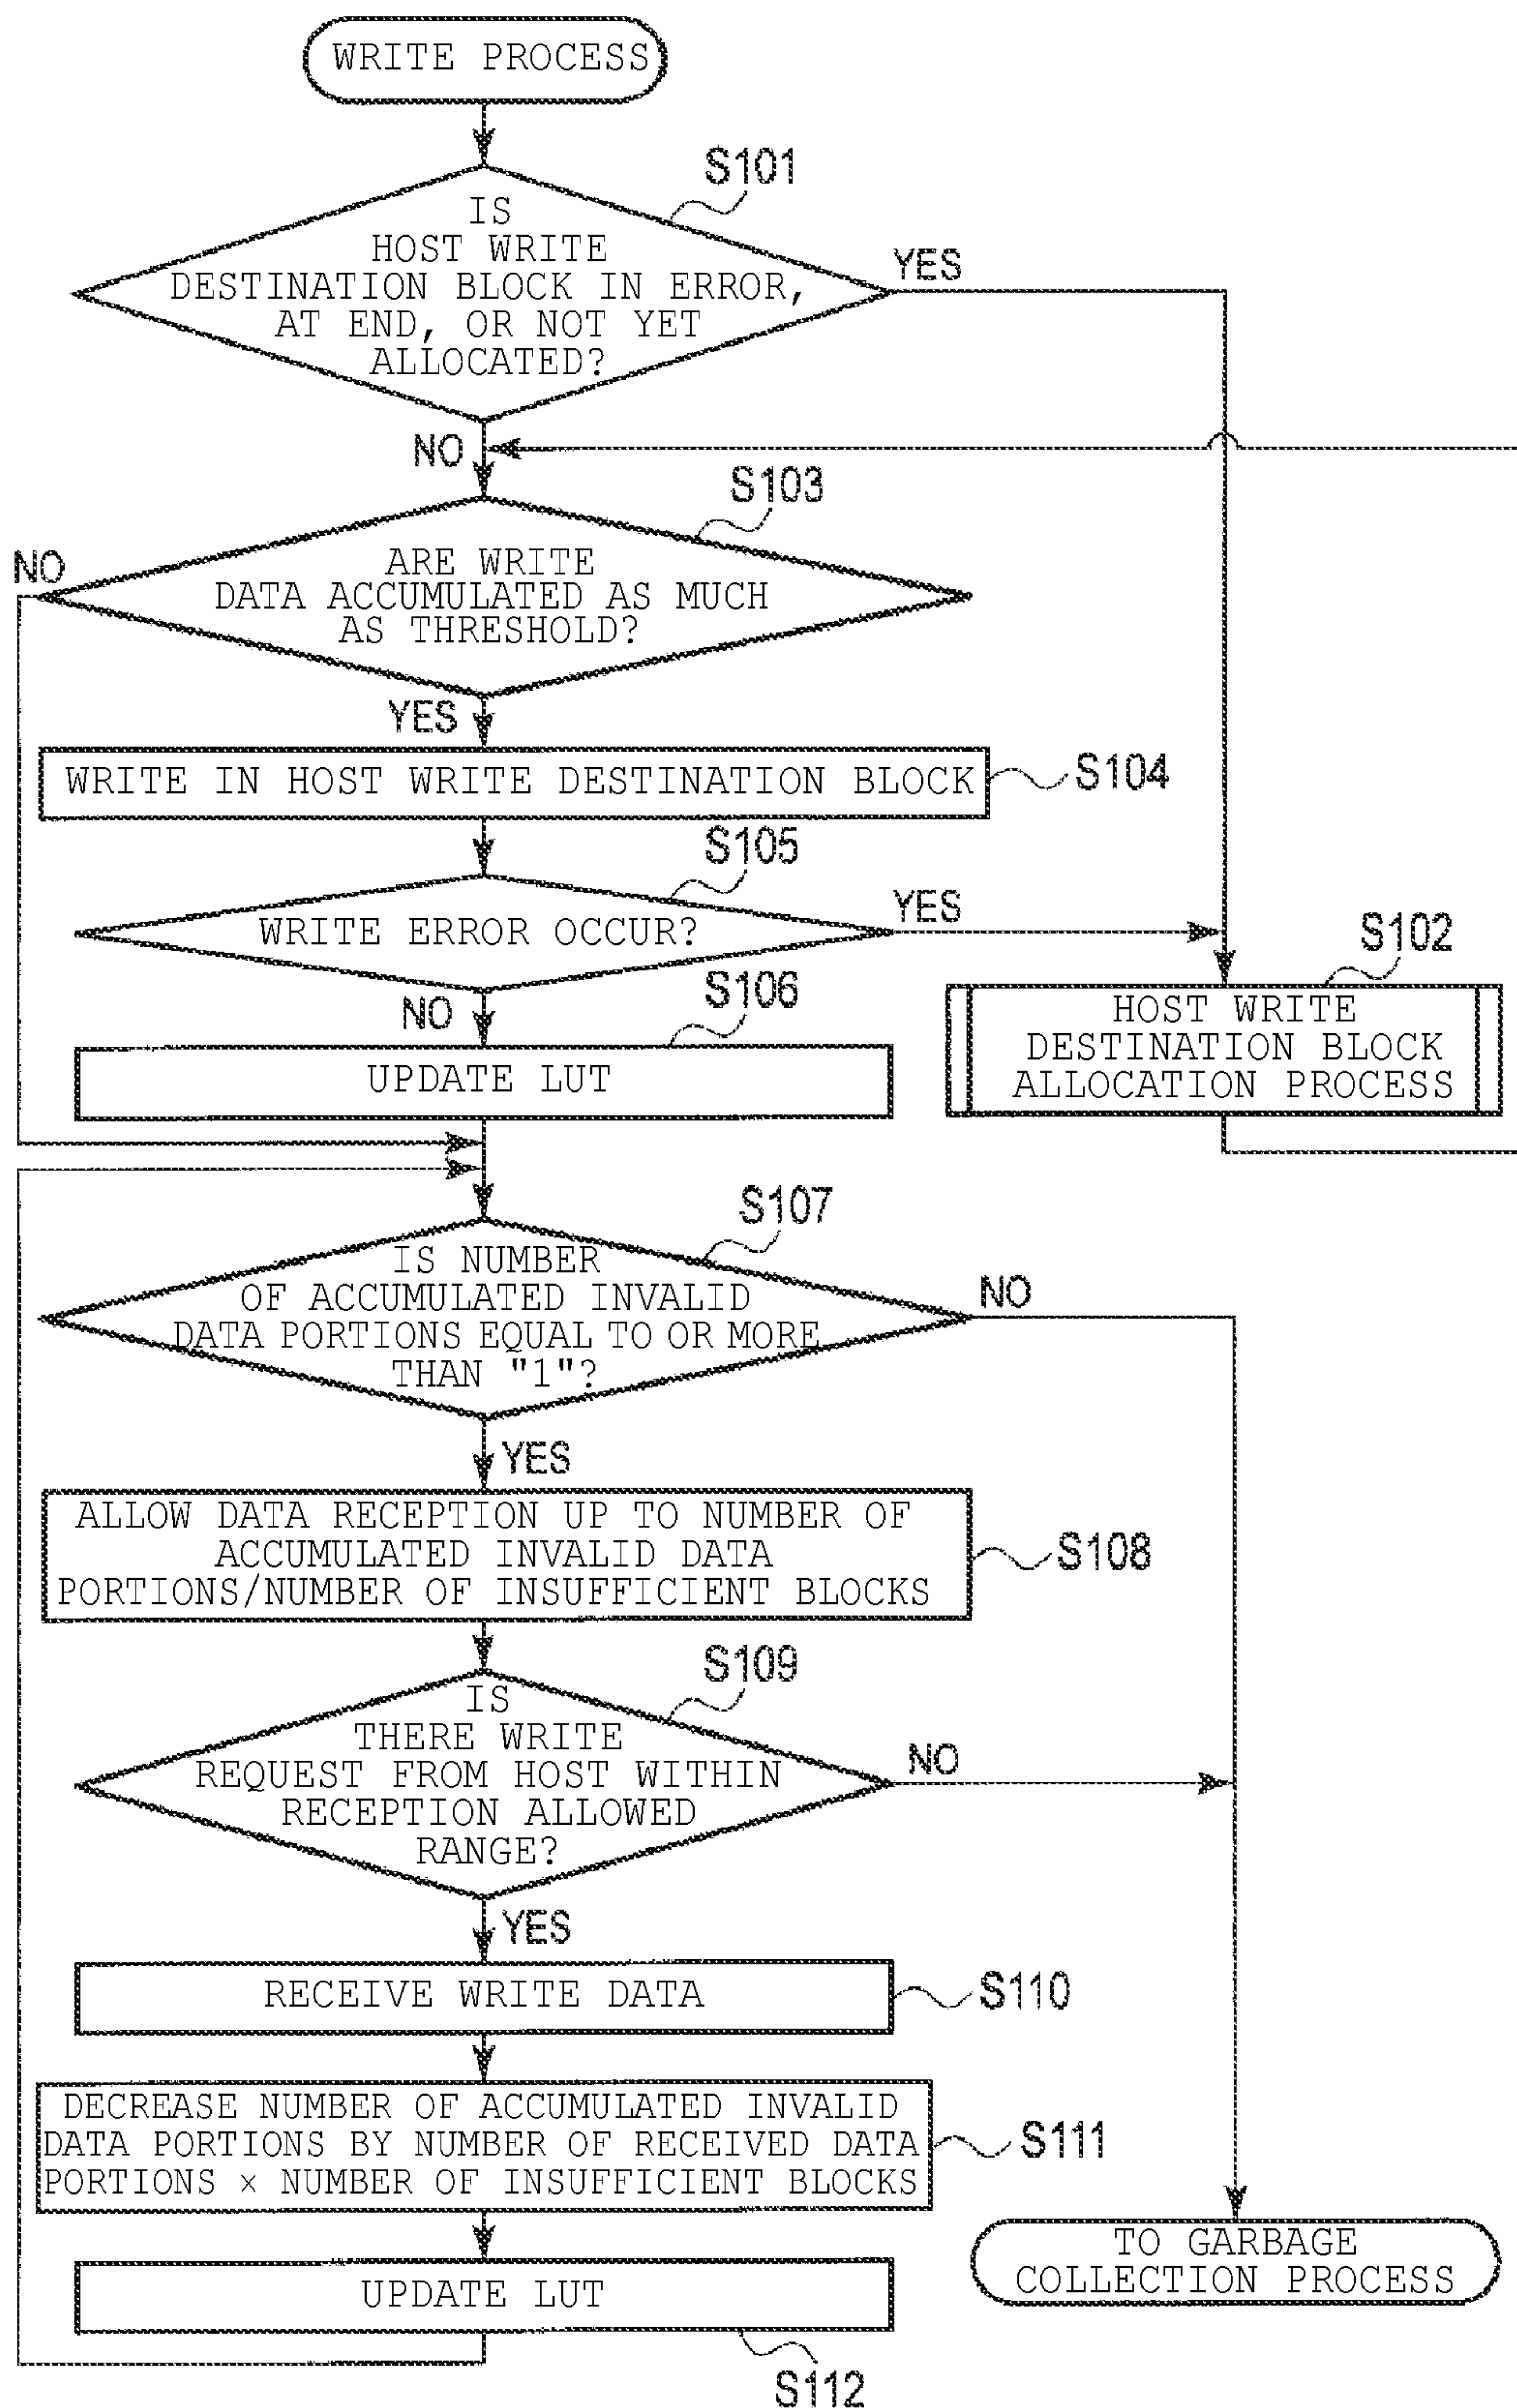 WRITE PROCESS
S101
IS
HOST WRITE
DESTINATION BLOCK IN ERROR,
AT END, OR NOT YET
ALLOCATED?
YES
NO
S103
NO
ARE WRITE
DATA ACCUMULATED AS MUCH
AS THRESHOLD?
YES
WRITE IN HOST WRITE DESTINATION BLOCK
S104
S105
WRITE ERROR OCCUR?
YES
S102
HOST WRITE
DESTINATION BLOCK
ALLOCATION PROCESS
NO
S106
UPDATE LUT
S107
IS NUMBER
OF ACCUMULATED INVALID
DATA PORTIONS EQUAL TO OR MORE
THAN "1"?
NO
YES
ALLOW DATA RECEPTION UP TO NUMBER OF
ACCUMULATED INVALID DATA
PORTIONS/NUMBER OF INSUFFICIENT BLOCKS
S108
S109
IS
THERE WRITE
REQUEST FROM HOST WITHIN
RECEPTION ALLOWED
RANGE?
NO
YES
RECEIVE WRITE DATA
S110
DECREASE NUMBER OF ACCUMULATED INVALID
DATA PORTIONS BY NUMBER OF RECEIVED DATA
PORTIONS × NUMBER OF INSUFFICIENT BLOCKS
S111
TO GARBAGE
COLLECTION PROCESS
UPDATE LUT
S112